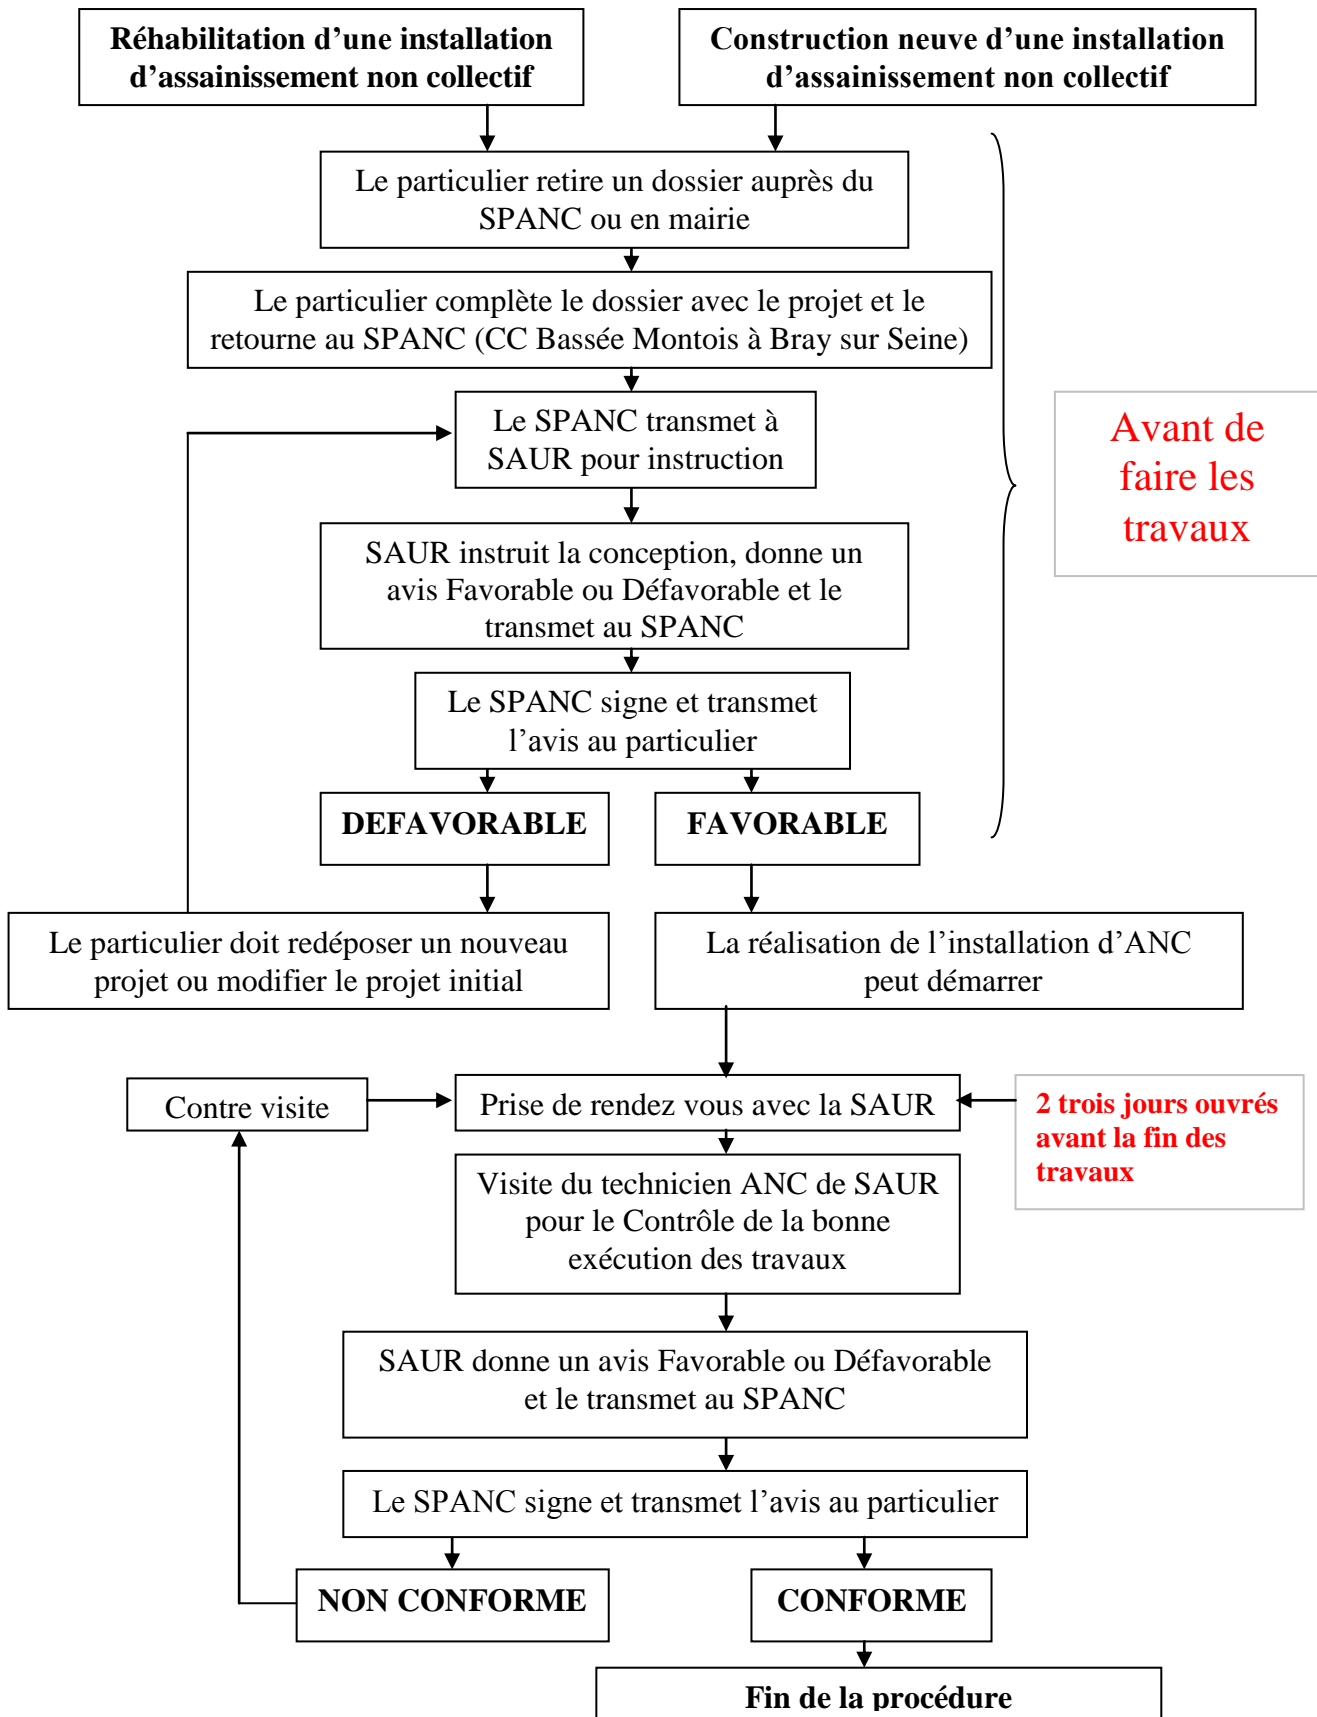 Réhabilitation d’une installation
d’assainissement non collectif
Construction neuve d’une installation
d’assainissement non collectif
Le particulier retire un dossier auprès du
SPANC ou en mairie
Le particulier complète le dossier avec le projet et le
retourne au SPANC (CC Bassée Montois à Bray sur Seine)
Le SPANC transmet à
SAUR pour instruction
Avant de
faire les
travaux
SAUR instruit la conception, donne un
avis Favorable ou Défavorable et le
transmet au SPANC
Le SPANC signe et transmet
l’avis au particulier
DEFAVORABLE
FAVORABLE
Le particulier doit redéposer un nouveau
projet ou modifier le projet initial
La réalisation de l’installation d’ANC
peut démarrer
Contre visite
Prise de rendez vous avec la SAUR
2 trois jours ouvrés
avant la fin des
travaux
Visite du technicien ANC de SAUR
pour le Contrôle de la bonne
exécution des travaux
SAUR donne un avis Favorable ou Défavorable
et le transmet au SPANC
Le SPANC signe et transmet l’avis au particulier
NON CONFORME
CONFORME
Fin de la procédure